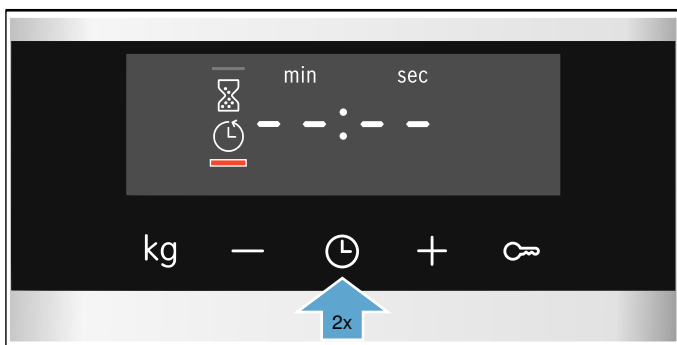 min sec
--:--
kg — +
2x